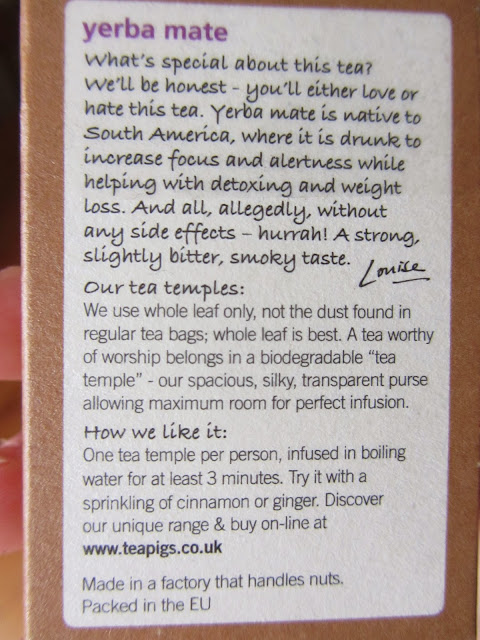 yerba mate
What's special about this tea?
We'll be honest - you'll either love or
hate this tea. Yerba mate is native to
South America, where it is drunk to
increase focus and alertness while
helping with detoxing and weight
loss. And all, allegedly, without
any side effects – hurrah! A strong,
slightly bitter, smoky taste.
Louise
Our tea temples:
We use whole leaf only, not the dust found in
regular tea bags; whole leaf is best. A tea worthy
of worship belongs in a biodegradable “tea
temple” - our spacious, silky, transparent purse
allowing maximum room for perfect infusion.
How we like it:
One tea temple per person, infused in boiling
water for at least 3 minutes. Try it with a
sprinkling of cinnamon or ginger. Discover
our unique range & buy on-line at
www.teapigs.co.uk
Made in a factory that handles nuts.
Packed in the EU